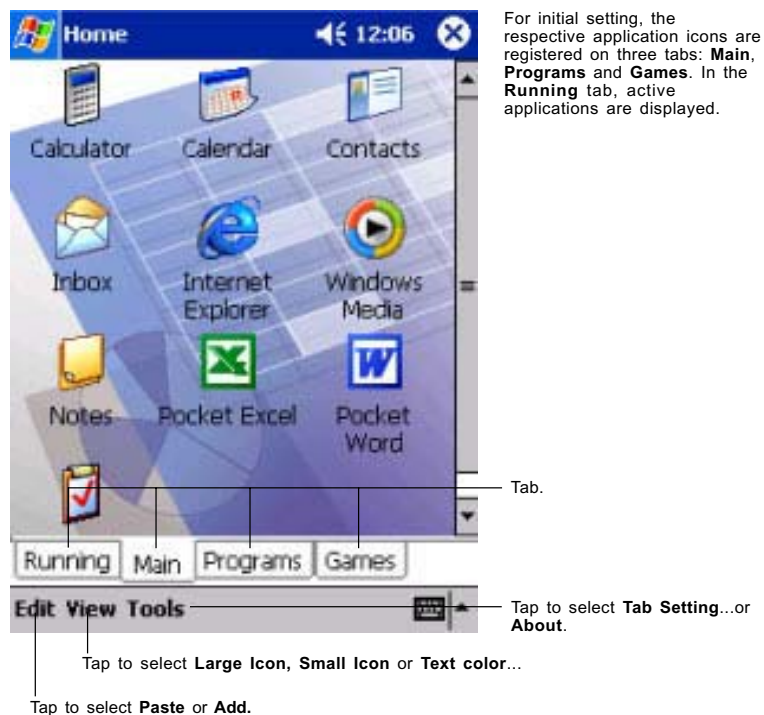 Home 12:06
For initial setting, the
respective application icons are
registered on three tabs: Main,
Programs and Games. In the
Running tab, active
applications are displayed.
Calculator Calendar Contacts
Inbox Internet Explorer Windows Media
Notes Pocket Excel Pocket Word
Tab.
Running Main Programs Games
Edit View Tools
Tap to select Tab Setting...or
About.
Tap to select Large Icon, Small Icon or Text color...
Tap to select Paste or Add.